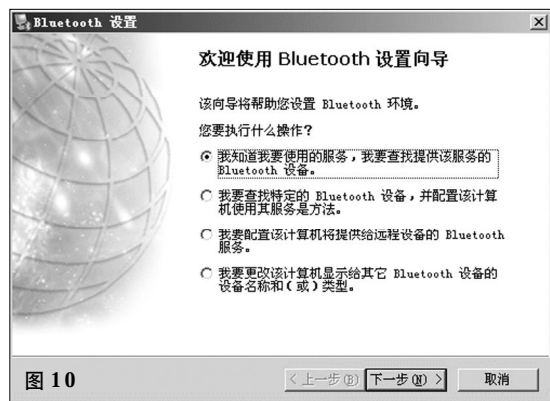 Bluetooth 设置
欢迎使用 Bluetooth 设置向导
该向导将帮助您设置 Bluetooth 环境。
您要执行什么操作？
我知道我要使用的服务，我要查找提供该服务的
Bluetooth 设备。
我要查找特定的 Bluetooth 设备，并配置该计算
机使用其服务是方法。
我要配置该计算机将提供给远程设备的 Bluetooth
服务。
我要更改该计算机显示给其它 Bluetooth 设备的
设备名称和(或)类型。
图 10
< 上一步(B) 下一步(N) > 取消